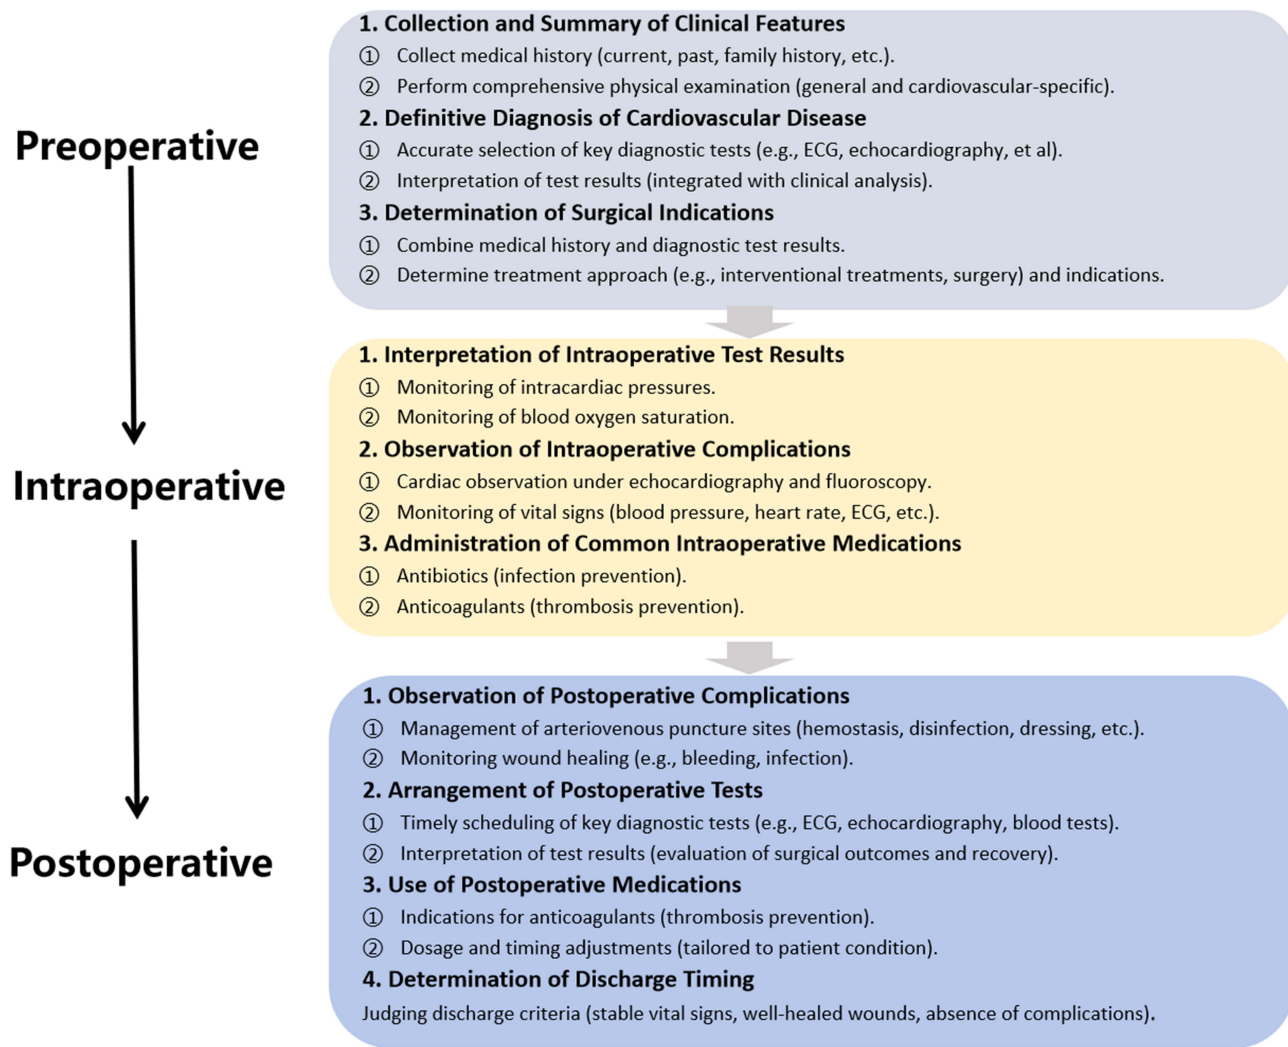 Preoperative
1. Collection and Summary of Clinical Features
① Collect medical history (current, past, family history, etc.).
② Perform comprehensive physical examination (general and cardiovascular-specific).
2. Definitive Diagnosis of Cardiovascular Disease
① Accurate selection of key diagnostic tests (e.g., ECG, echocardiography, et al).
② Interpretation of test results (integrated with clinical analysis).
3. Determination of Surgical Indications
① Combine medical history and diagnostic test results.
② Determine treatment approach (e.g., interventional treatments, surgery) and indications.
Intraoperative
1. Interpretation of Intraoperative Test Results
① Monitoring of intracardiac pressures.
② Monitoring of blood oxygen saturation.
2. Observation of Intraoperative Complications
① Cardiac observation under echocardiography and fluoroscopy.
② Monitoring of vital signs (blood pressure, heart rate, ECG, etc.).
3. Administration of Common Intraoperative Medications
① Antibiotics (infection prevention).
② Anticoagulants (thrombosis prevention).
Postoperative
1. Observation of Postoperative Complications
① Management of arteriovenous puncture sites (hemostasis, disinfection, dressing, etc.).
② Monitoring wound healing (e.g., bleeding, infection).
2. Arrangement of Postoperative Tests
① Timely scheduling of key diagnostic tests (e.g., ECG, echocardiography, blood tests).
② Interpretation of test results (evaluation of surgical outcomes and recovery).
3. Use of Postoperative Medications
① Indications for anticoagulants (thrombosis prevention).
② Dosage and timing adjustments (tailored to patient condition).
4. Determination of Discharge Timing
Judging discharge criteria (stable vital signs, well-healed wounds, absence of complications).